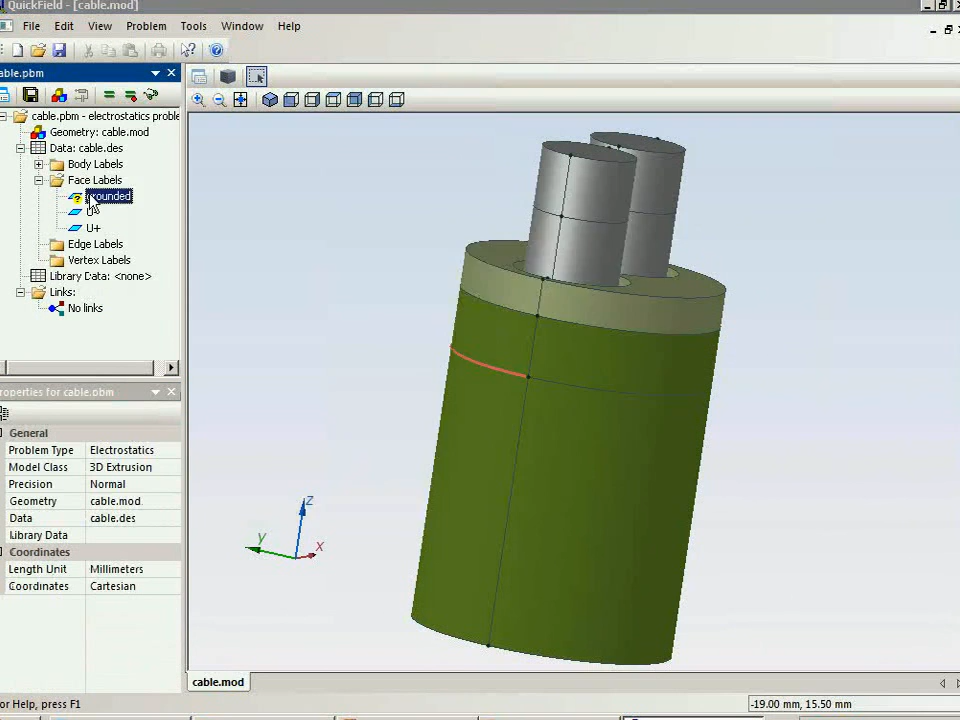 QuickField - [cable.mod]
File Edit View Problem Tools Window Help
able.pbm
cable.pbm - electrostatics proble
Geometry: cable.mod
Data: cable.des
Body Labels
Face Labels
rounded
U+
Edge Labels
Vertex Labels
Library Data: <none>
Links:
No links
roperties for cable.pbm
General
Problem Type Electrostatics
Model Class 3D Extrusion
Precision Normal
Geometry cable.mod
Data cable.des
Library Data
Coordinates
Length Unit Millimeters
Coordinates Cartesian
z
y
x
cable.mod
or Help, press F1
-19.00 mm, 15.50 mm